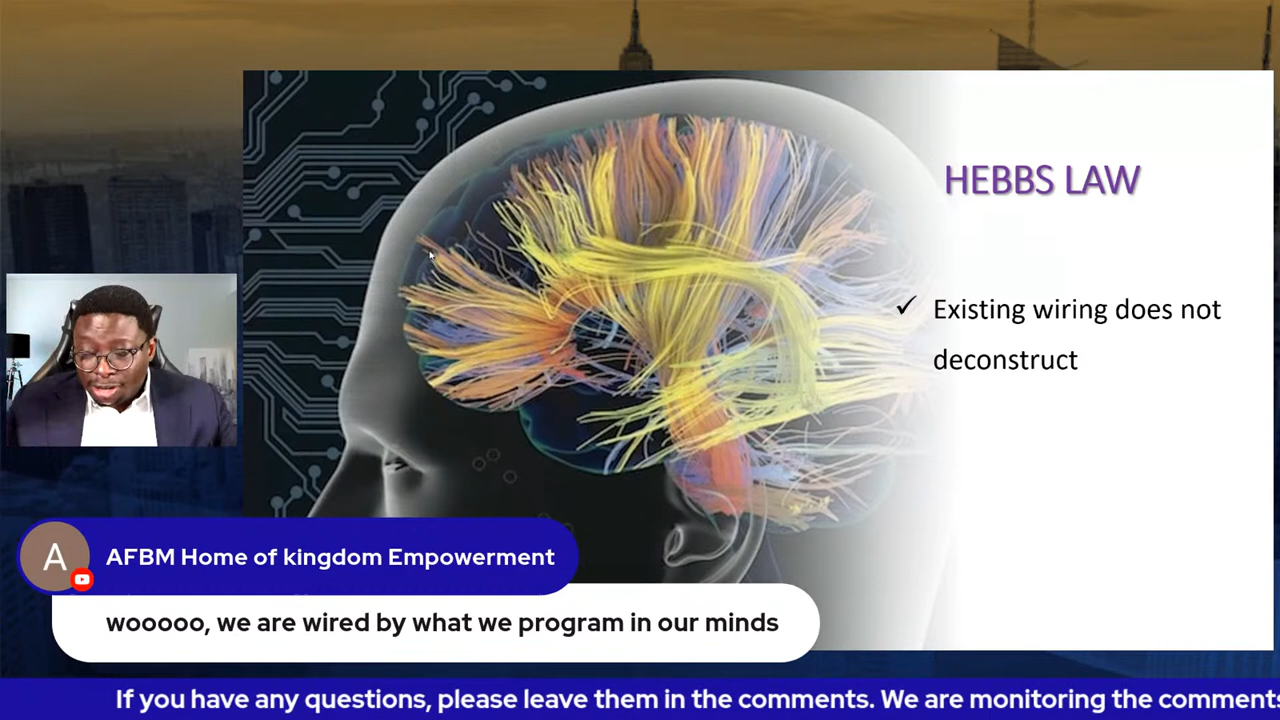 HEBBS LAW
✓ Existing wiring does not
deconstruct
A
AFBM Home of kingdom Empowerment
wooooo, we are wired by what we program in our minds
If you have any questions, please leave them in the comments. We are monitoring the comments